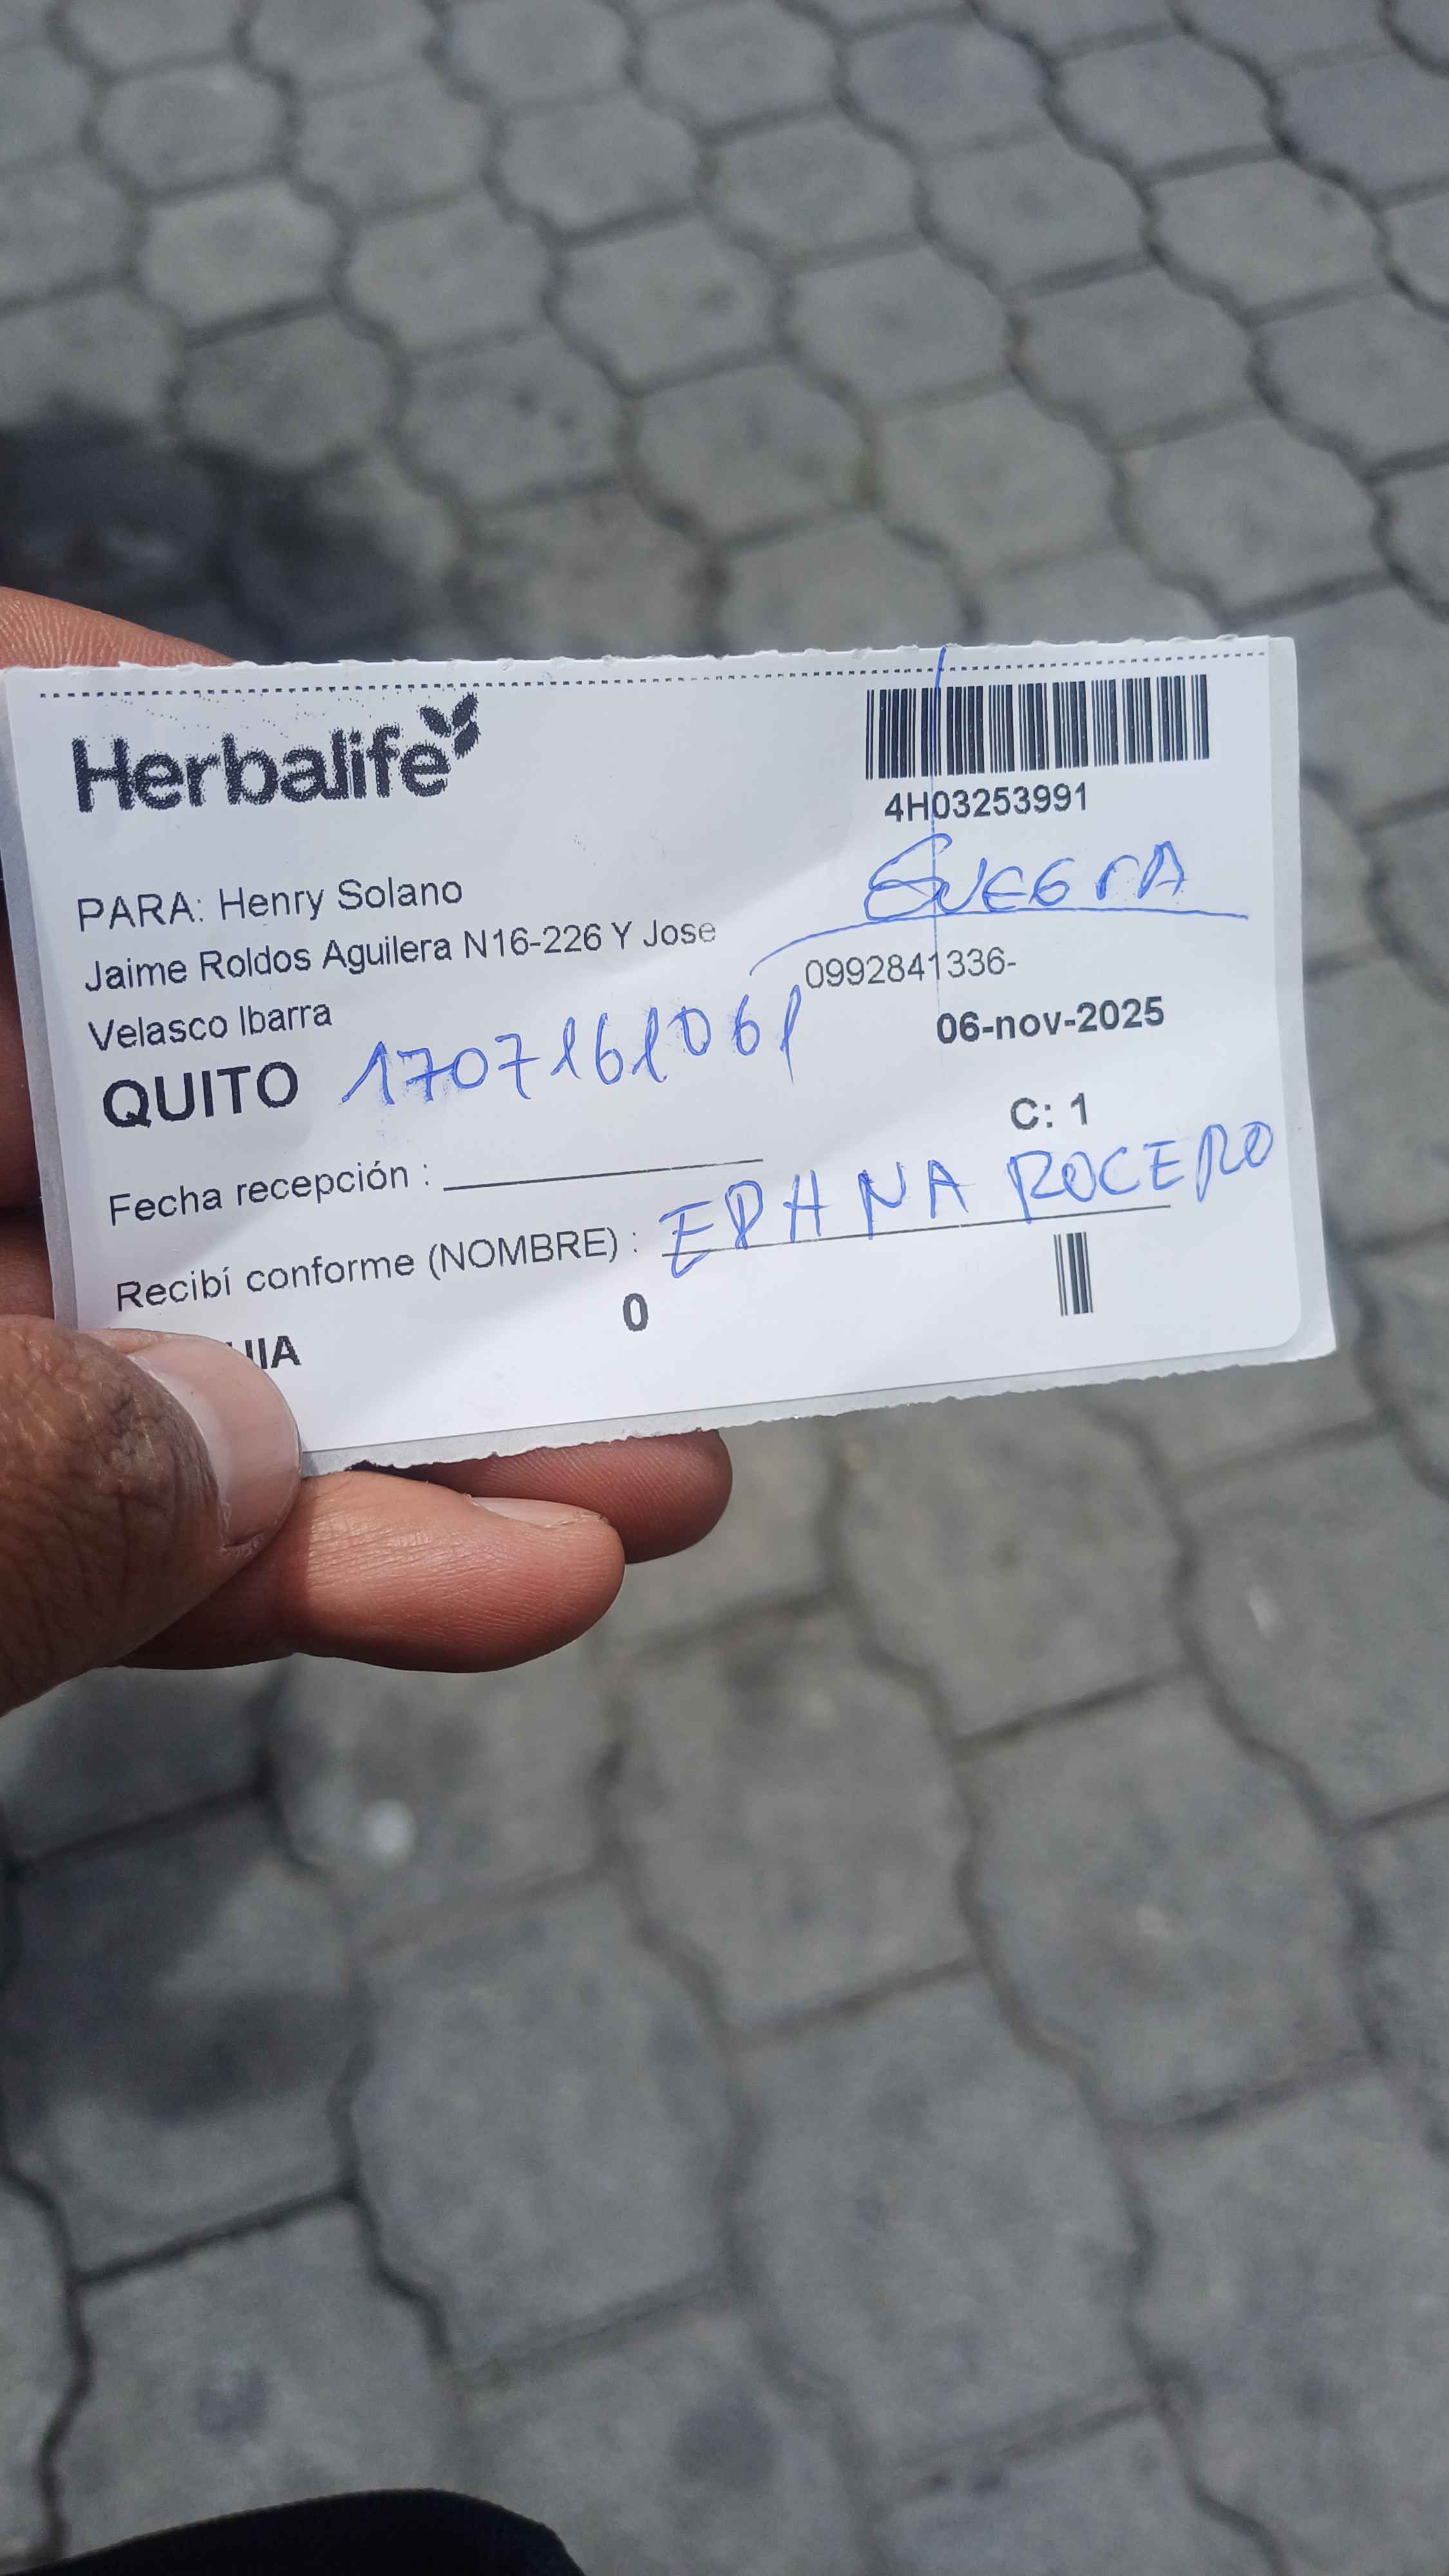 Herbalife
4H03253991
SUEGRA
PARA: Henry Solano
Jaime Roldos Aguilera N16-226 Y Jose
Velasco Ibarra
0992841336-
06-nov-2025
QUITO 1707161061
C: 1
Fecha recepción :
Recibí conforme (NOMBRE) : ROCERO
0